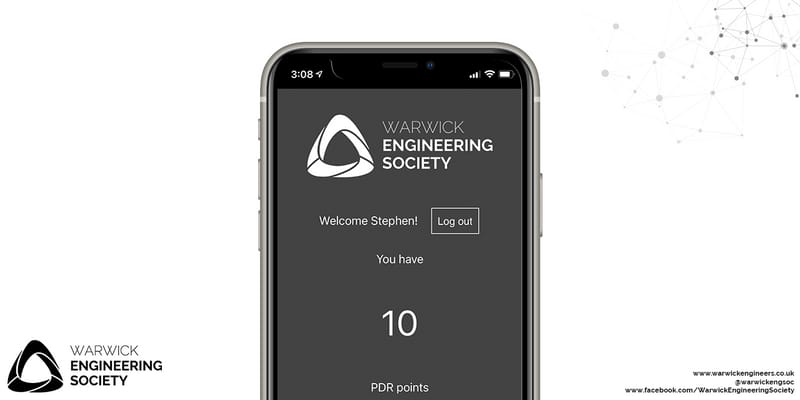 3:08
WARWICK
ENGINEERING
SOCIETY
Welcome Stephen!
Log out
You have
10
PDR points
WARWICK
ENGINEERING
SOCIETY
www.warwickengineers.co.uk
@warwickengsoc
www.facebook.com/WarwickEngineeringSociety